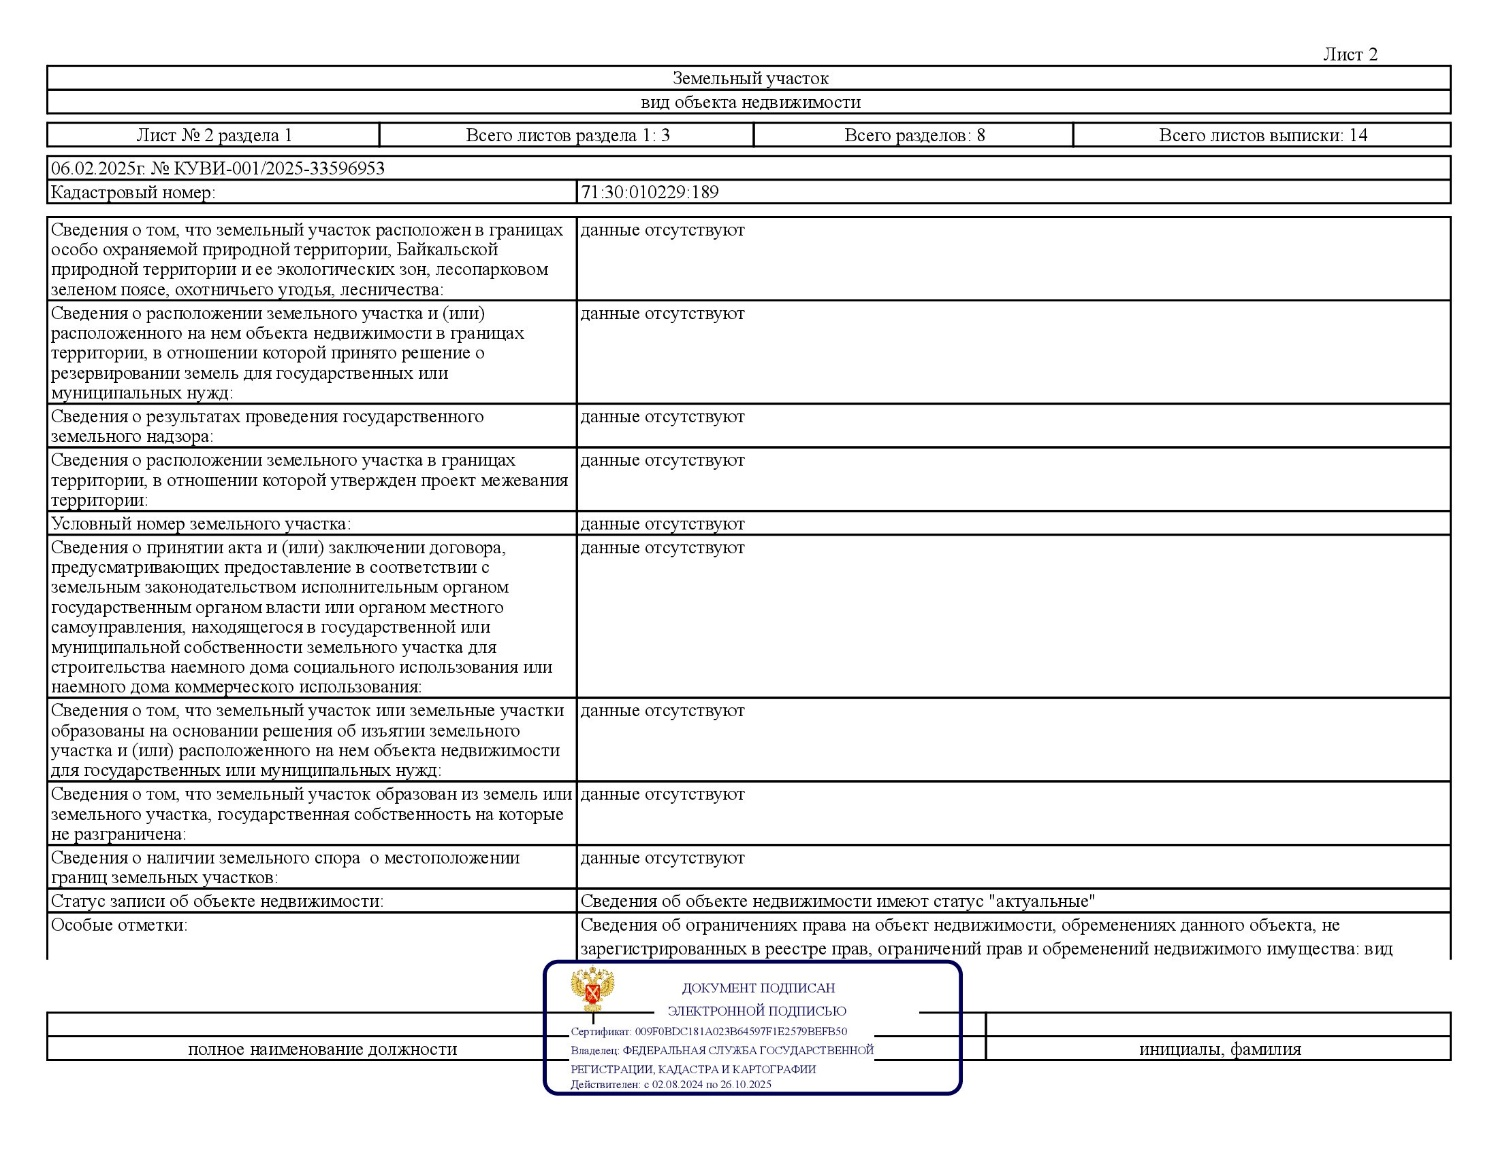 Лист 2
Земельный участок
вид объекта недвижимости
Лист № 2 раздела 1
Всего листов раздела 1: 3
Всего разделов: 8
Всего листов выписки: 14
06.02.2025г. № КУВИ-001/2025-33596953
Кадастровый номер:
71:30:010229:189
Сведения о том, что земельный участок расположен в границах
особо охраняемой природной территории, Байкальской
природной территории и ее экологических зон, лесопарковом
зеленом поясе, охотничьего угодья, лесничества:
данные отсутствуют
Сведения о расположении земельного участка и (или)
расположенного на нем объекта недвижимости в границах
территории, в отношении которой принято решение о
резервировании земель для государственных или
муниципальных нужд:
данные отсутствуют
Сведения о результатах проведения государственного
земельного надзора:
данные отсутствуют
Сведения о расположении земельного участка в границах
территории, в отношении которой утвержден проект межевания
территории:
данные отсутствуют
Условный номер земельного участка:
данные отсутствуют
Сведения о принятии акта и (или) заключении договора,
предусматривающих предоставление в соответствии с
земельным законодательством исполнительным органом
государственным органом власти или органом местного
самоуправления, находящегося в государственной или
муниципальной собственности земельного участка для
строительства наемного дома социального использования или
наемного дома коммерческого использования:
данные отсутствуют
Сведения о том, что земельный участок или земельные участки
образованы на основании решения об изъятии земельного
участка и (или) расположенного на нем объекта недвижимости
для государственных или муниципальных нужд:
данные отсутствуют
Сведения о том, что земельный участок образован из земель или
земельного участка, государственная собственность на которые
не разграничена:
данные отсутствуют
Сведения о наличии земельного спора  о местоположении
границ земельных участков:
данные отсутствуют
Статус записи об объекте недвижимости:
Сведения об объекте недвижимости имеют статус "актуальные"
Особые отметки:
Сведения об ограничениях права на объект недвижимости, обременениях данного объекта, не
зарегистрированных в реестре прав, ограничений прав и обременений недвижимого имущества: вид
ДОКУМЕНТ ПОДПИСАН
ЭЛЕКТРОННОЙ ПОДПИСЬЮ
Сертификат: 009F0BDC181A023B64597F1E2579BEFB50
Владелец: ФЕДЕРАЛЬНАЯ СЛУЖБА ГОСУДАРСТВЕННОЙ
РЕГИСТРАЦИИ, КАДАСТРА И КАРТОГРАФИИ
Действителен: с 02.08.2024 по 26.10.2025
полное наименование должности
инициалы, фамилия